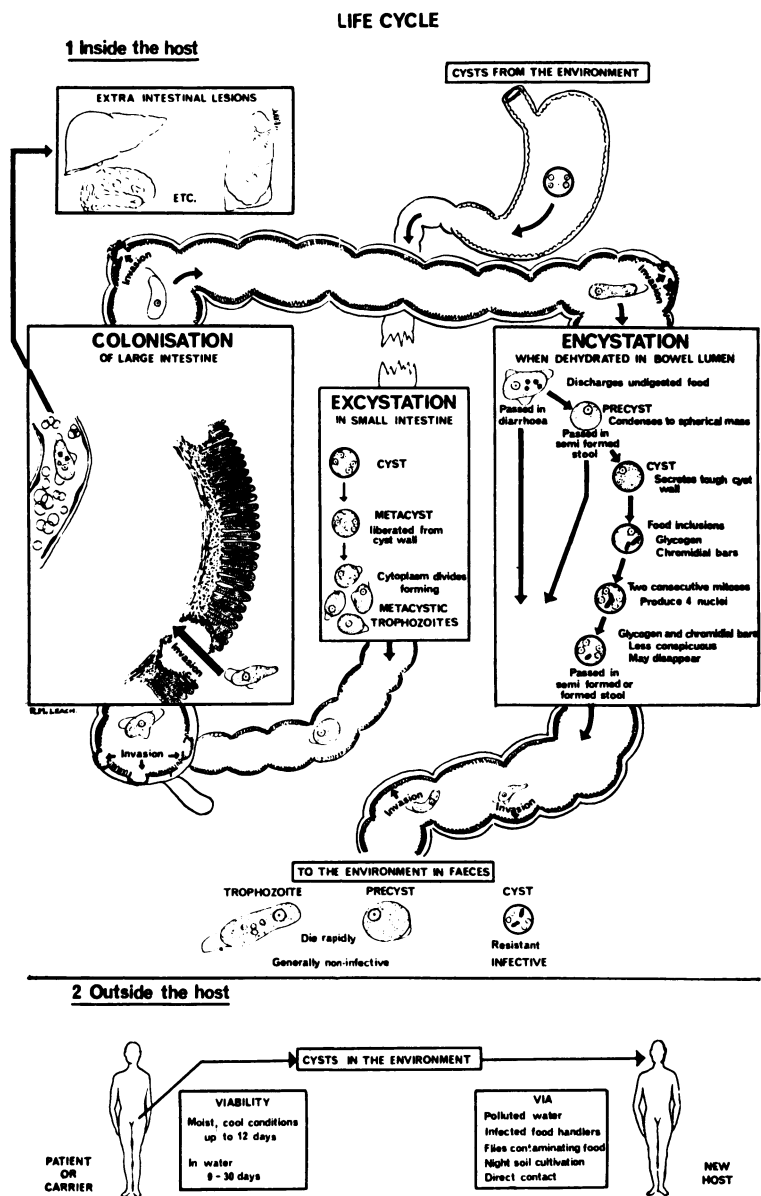 LIFE CYCLE
1 Inside the host
CYSTS FROM THE ENVIRONMENT
EXTRA INTESTINAL LESIONS
ETC.
Invasion
Invasion
COLONISATION
OF LARGE INTESTINE
Invasion
R.M. LEACH
Invasion
EXCYSTATION
IN SMALL INTESTINE
CYST
METACYST
liberated from
cyst wall
Cytoplasm divides
forming
METACYSTIC
TROPHOZOITES
ENCYSTATION
WHEN DEHYDRATED IN BOWEL LUMEN
Discharges undigested food
Passed in
diarrhoea
PRECYST
Condenses to spherical mass
Passed in
semi formed
stool
CYST
Secretes tough cyst
wall
Food inclusions
Glycogen
Chromidial bars
Two consecutive mitoses
Produce 4 nuclei
Glycogen and chromidial bars
Less conspicuous
May disappear
Passed in
semi formed or
formed stool
Invasion
Invasion
TO THE ENVIRONMENT IN FAECES
TROPHOZOITE
PRECYST
CYST
Die rapidly
Resistant
Generally non-infective
INFECTIVE
2 Outside the host
CYSTS IN THE ENVIRONMENT
VIABILITY
Moist, cool conditions
up to 12 days
In water
9 - 30 days
PATIENT
OR
CARRIER
VIA
Polluted water
Infected food handlers
Flies contaminating food
Night soil cultivation
Direct contact
NEW
HOST